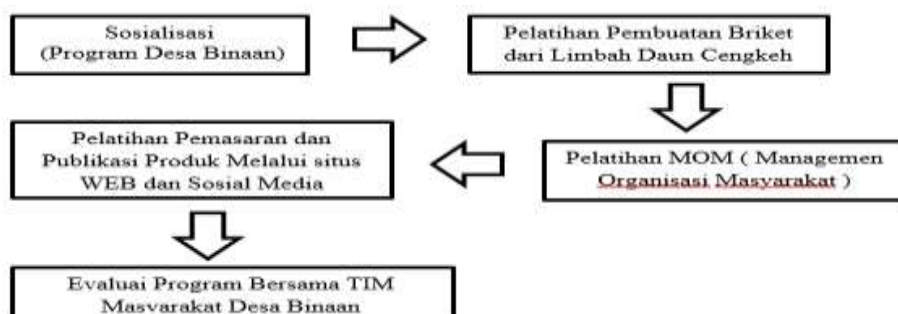 Sosialisasi
(Program Desa Binaan)
Pelatihan Pembuatan Briket
dari Limbah Daun Cengkeh
Pelatihan MOM ( Managemen
Organisasi Masyarakat )
Pelatihan Pemasaran dan
Publikasi Produk Melalui situs
WEB dan Sosial Media
Evaluai Program Bersama TIM
Masyarakat Desa Binaan